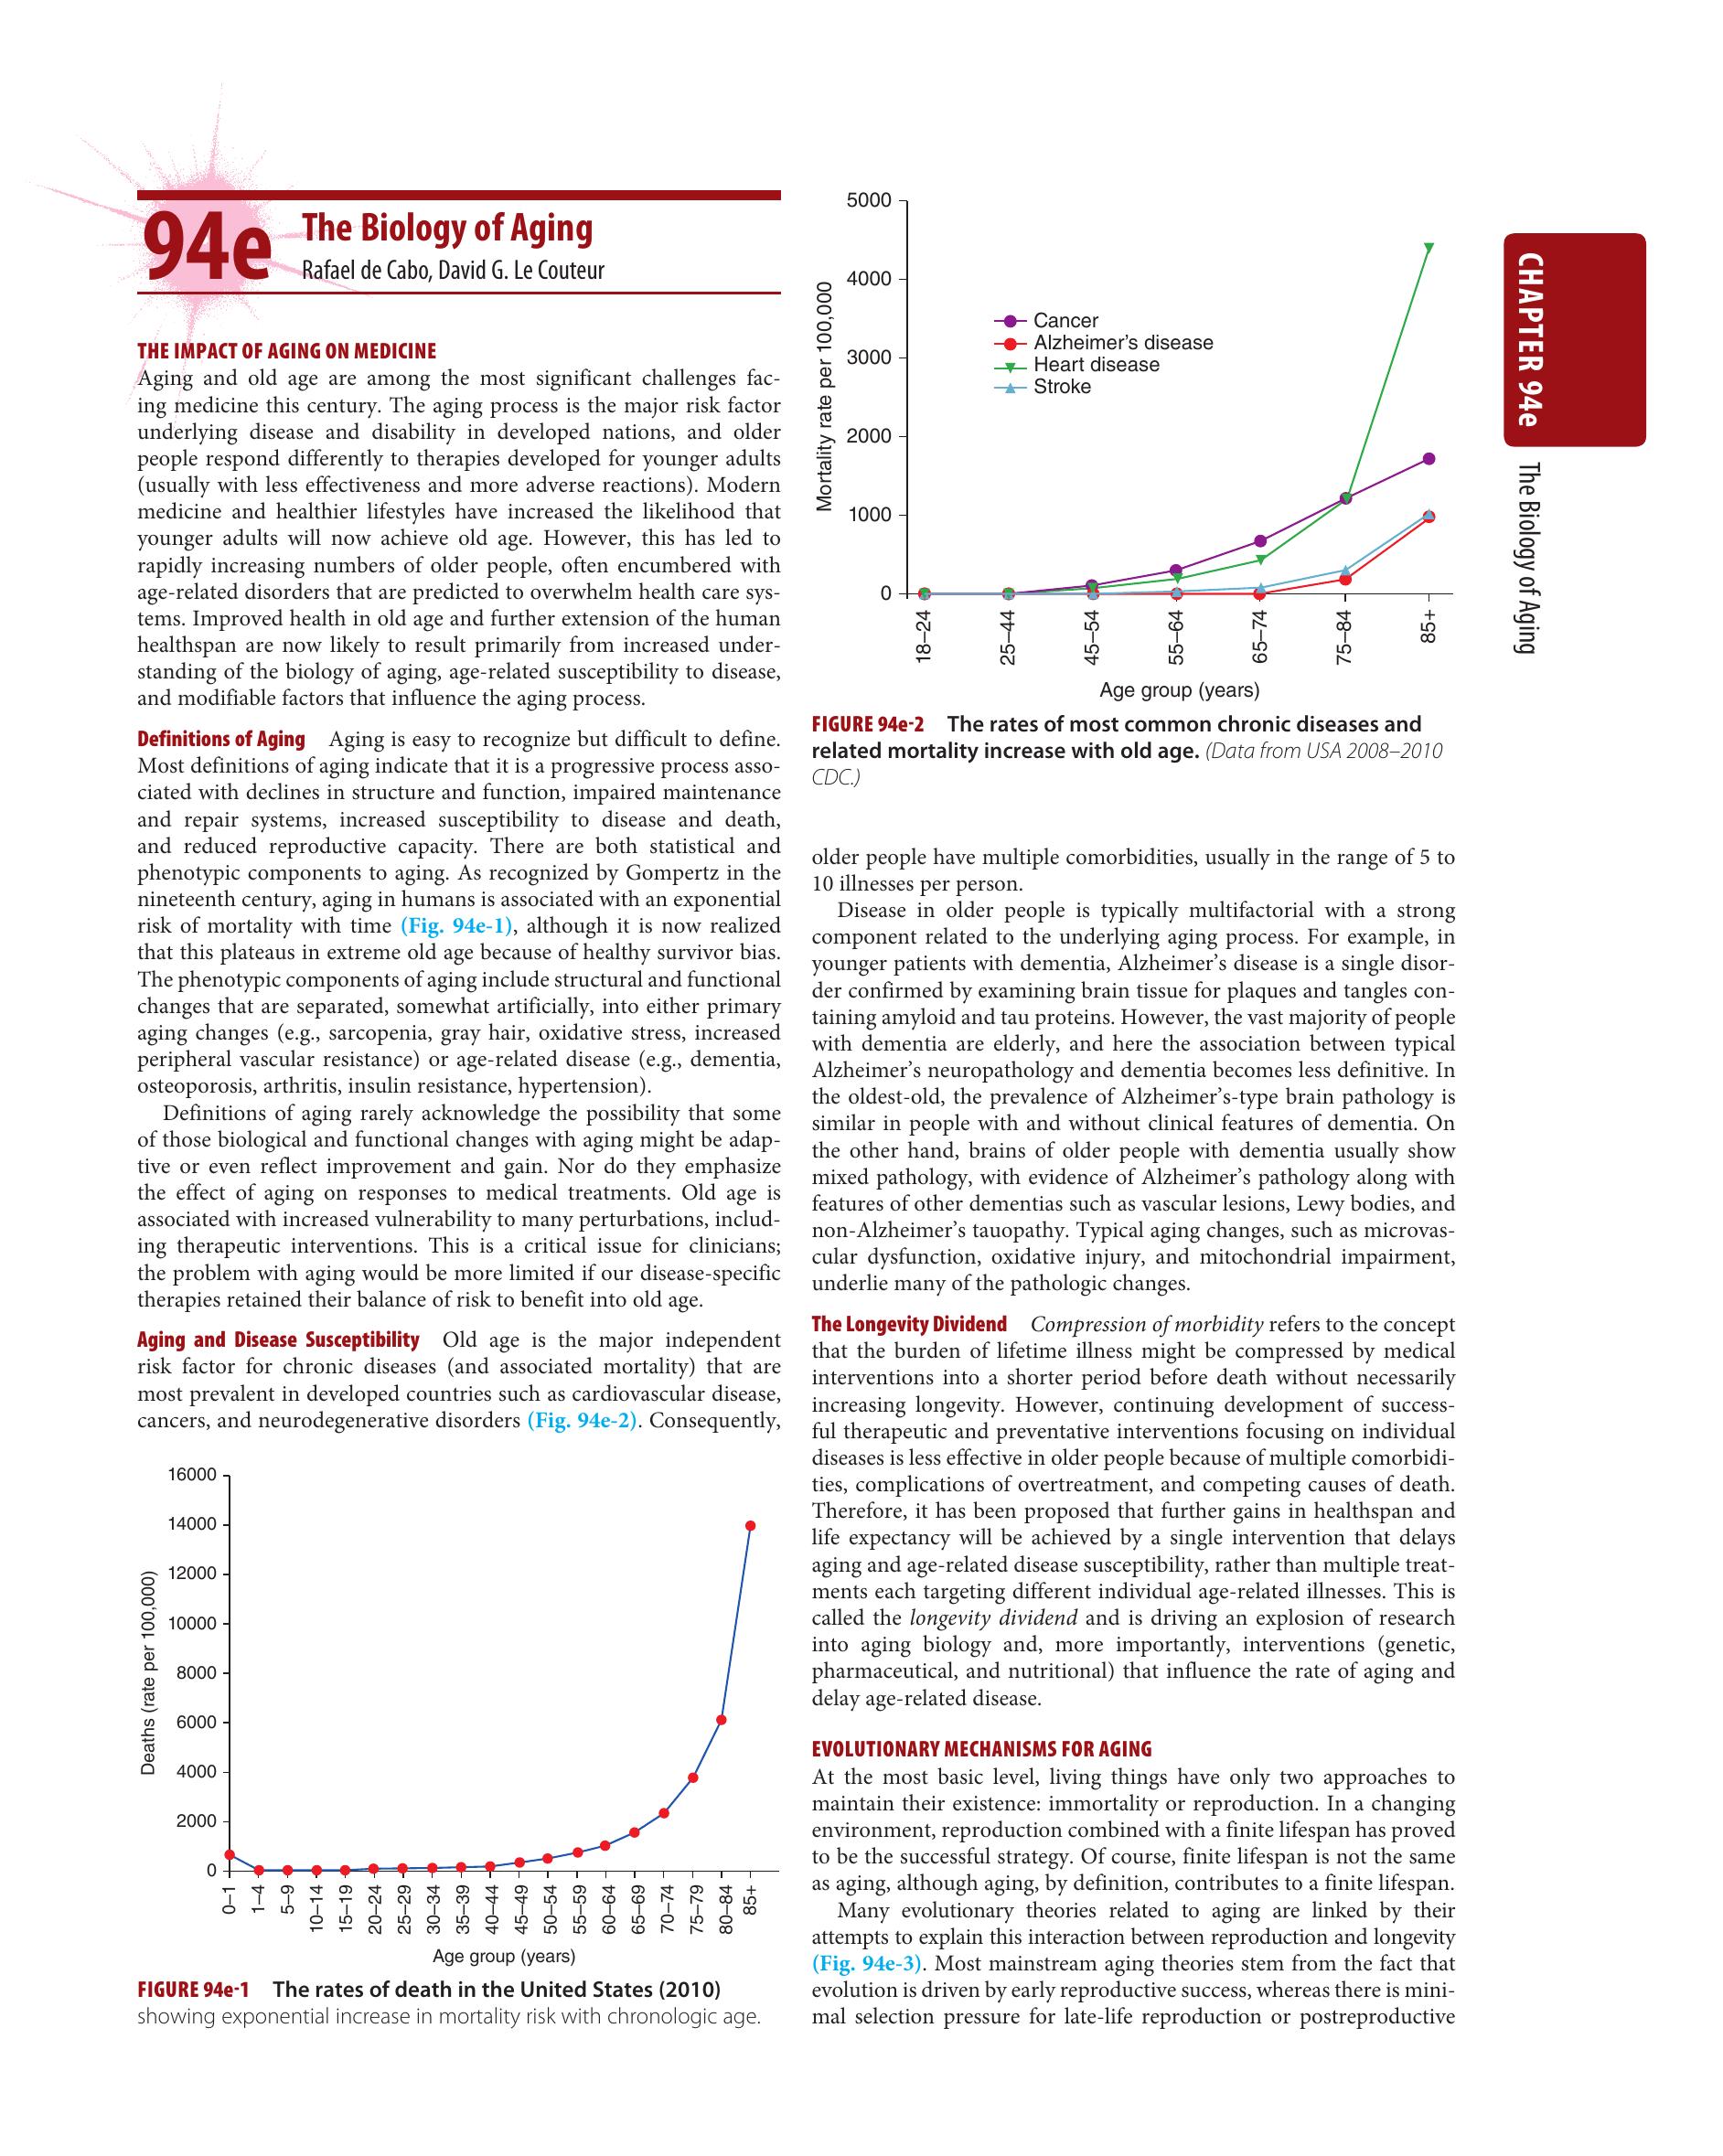 94e
The Biology of Aging
Rafael de Cabo, David G. Le Couteur
THE IMPACT OF AGING ON MEDICINE
Aging and old age are among the most significant challenges fac-
ing medicine this century. The aging process is the major risk factor
underlying disease and disability in developed nations, and older
people respond differently to therapies developed for younger adults
(usually with less effectiveness and more adverse reactions). Modern
medicine and healthier lifestyles have increased the likelihood that
younger adults will now achieve old age. However, this has led to
rapidly increasing numbers of older people, often encumbered with
age-related disorders that are predicted to overwhelm health care sys-
tems. Improved health in old age and further extension of the human
healthspan are now likely to result primarily from increased under-
standing of the biology of aging, age-related susceptibility to disease,
and modifiable factors that influence the aging process.
Definitions of Aging Aging is easy to recognize but difficult to define.
Most definitions of aging indicate that it is a progressive process asso-
ciated with declines in structure and function, impaired maintenance
and repair systems, increased susceptibility to disease and death,
and reduced reproductive capacity. There are both statistical and
phenotypic components to aging. As recognized by Gompertz in the
nineteenth century, aging in humans is associated with an exponential
risk of mortality with time (Fig. 94e-1), although it is now realized
that this plateaus in extreme old age because of healthy survivor bias.
The phenotypic components of aging include structural and functional
changes that are separated, somewhat artificially, into either primary
aging changes (e.g., sarcopenia, gray hair, oxidative stress, increased
peripheral vascular resistance) or age-related disease (e.g., dementia,
osteoporosis, arthritis, insulin resistance, hypertension).
Definitions of aging rarely acknowledge the possibility that some
of those biological and functional changes with aging might be adap-
tive or even reflect improvement and gain. Nor do they emphasize
the effect of aging on responses to medical treatments. Old age is
associated with increased vulnerability to many perturbations, includ-
ing therapeutic interventions. This is a critical issue for clinicians;
the problem with aging would be more limited if our disease-specific
therapies retained their balance of risk to benefit into old age.
Aging and Disease Susceptibility Old age is the major independent
risk factor for chronic diseases (and associated mortality) that are
most prevalent in developed countries such as cardiovascular disease,
cancers, and neurodegenerative disorders (Fig. 94e-2). Consequently,
16000
14000
12000
10000
8000
6000
4000
2000
0
Deaths (rate per 100,000)
0–1
1–4
5–9
10–14
15–19
20–24
25–29
30–34
35–39
40–44
45–49
50–54
55–59
60–64
65–69
70–74
75–79
80–84
85+
Age group (years)
FIGURE 94e-1 The rates of death in the United States (2010)
showing exponential increase in mortality risk with chronologic age.
5000
4000
3000
2000
1000
0
Mortality rate per 100,000
Cancer
Alzheimer's disease
Heart disease
Stroke
18–24
25–44
45–54
55–64
65–74
75–84
85+
Age group (years)
FIGURE 94e-2 The rates of most common chronic diseases and
related mortality increase with old age. (Data from USA 2008–2010
CDC.)
older people have multiple comorbidities, usually in the range of 5 to
10 illnesses per person.
Disease in older people is typically multifactorial with a strong
component related to the underlying aging process. For example, in
younger patients with dementia, Alzheimer's disease is a single disor-
der confirmed by examining brain tissue for plaques and tangles con-
taining amyloid and tau proteins. However, the vast majority of people
with dementia are elderly, and here the association between typical
Alzheimer's neuropathology and dementia becomes less definitive. In
the oldest-old, the prevalence of Alzheimer's-type brain pathology is
similar in people with and without clinical features of dementia. On
the other hand, brains of older people with dementia usually show
mixed pathology, with evidence of Alzheimer's pathology along with
features of other dementias such as vascular lesions, Lewy bodies, and
non-Alzheimer's tauopathy. Typical aging changes, such as microvas-
cular dysfunction, oxidative injury, and mitochondrial impairment,
underlie many of the pathologic changes.
The Longevity Dividend Compression of morbidity refers to the concept
that the burden of lifetime illness might be compressed by medical
interventions into a shorter period before death without necessarily
increasing longevity. However, continuing development of success-
ful therapeutic and preventative interventions focusing on individual
diseases is less effective in older people because of multiple comorbidi-
ties, complications of overtreatment, and competing causes of death.
Therefore, it has been proposed that further gains in healthspan and
life expectancy will be achieved by a single intervention that delays
aging and age-related disease susceptibility, rather than multiple treat-
ments each targeting different individual age-related illnesses. This is
called the longevity dividend and is driving an explosion of research
into aging biology and, more importantly, interventions (genetic,
pharmaceutical, and nutritional) that influence the rate of aging and
delay age-related disease.
EVOLUTIONARY MECHANISMS FOR AGING
At the most basic level, living things have only two approaches to
maintain their existence: immortality or reproduction. In a changing
environment, reproduction combined with a finite lifespan has proved
to be the successful strategy. Of course, finite lifespan is not the same
as aging, although aging, by definition, contributes to a finite lifespan.
Many evolutionary theories related to aging are linked by their
attempts to explain this interaction between reproduction and longevity
(Fig. 94e-3). Most mainstream aging theories stem from the fact that
evolution is driven by early reproductive success, whereas there is mini-
mal selection pressure for late-life reproduction or postreproductive
CHAPTER 94e
The Biology of Aging